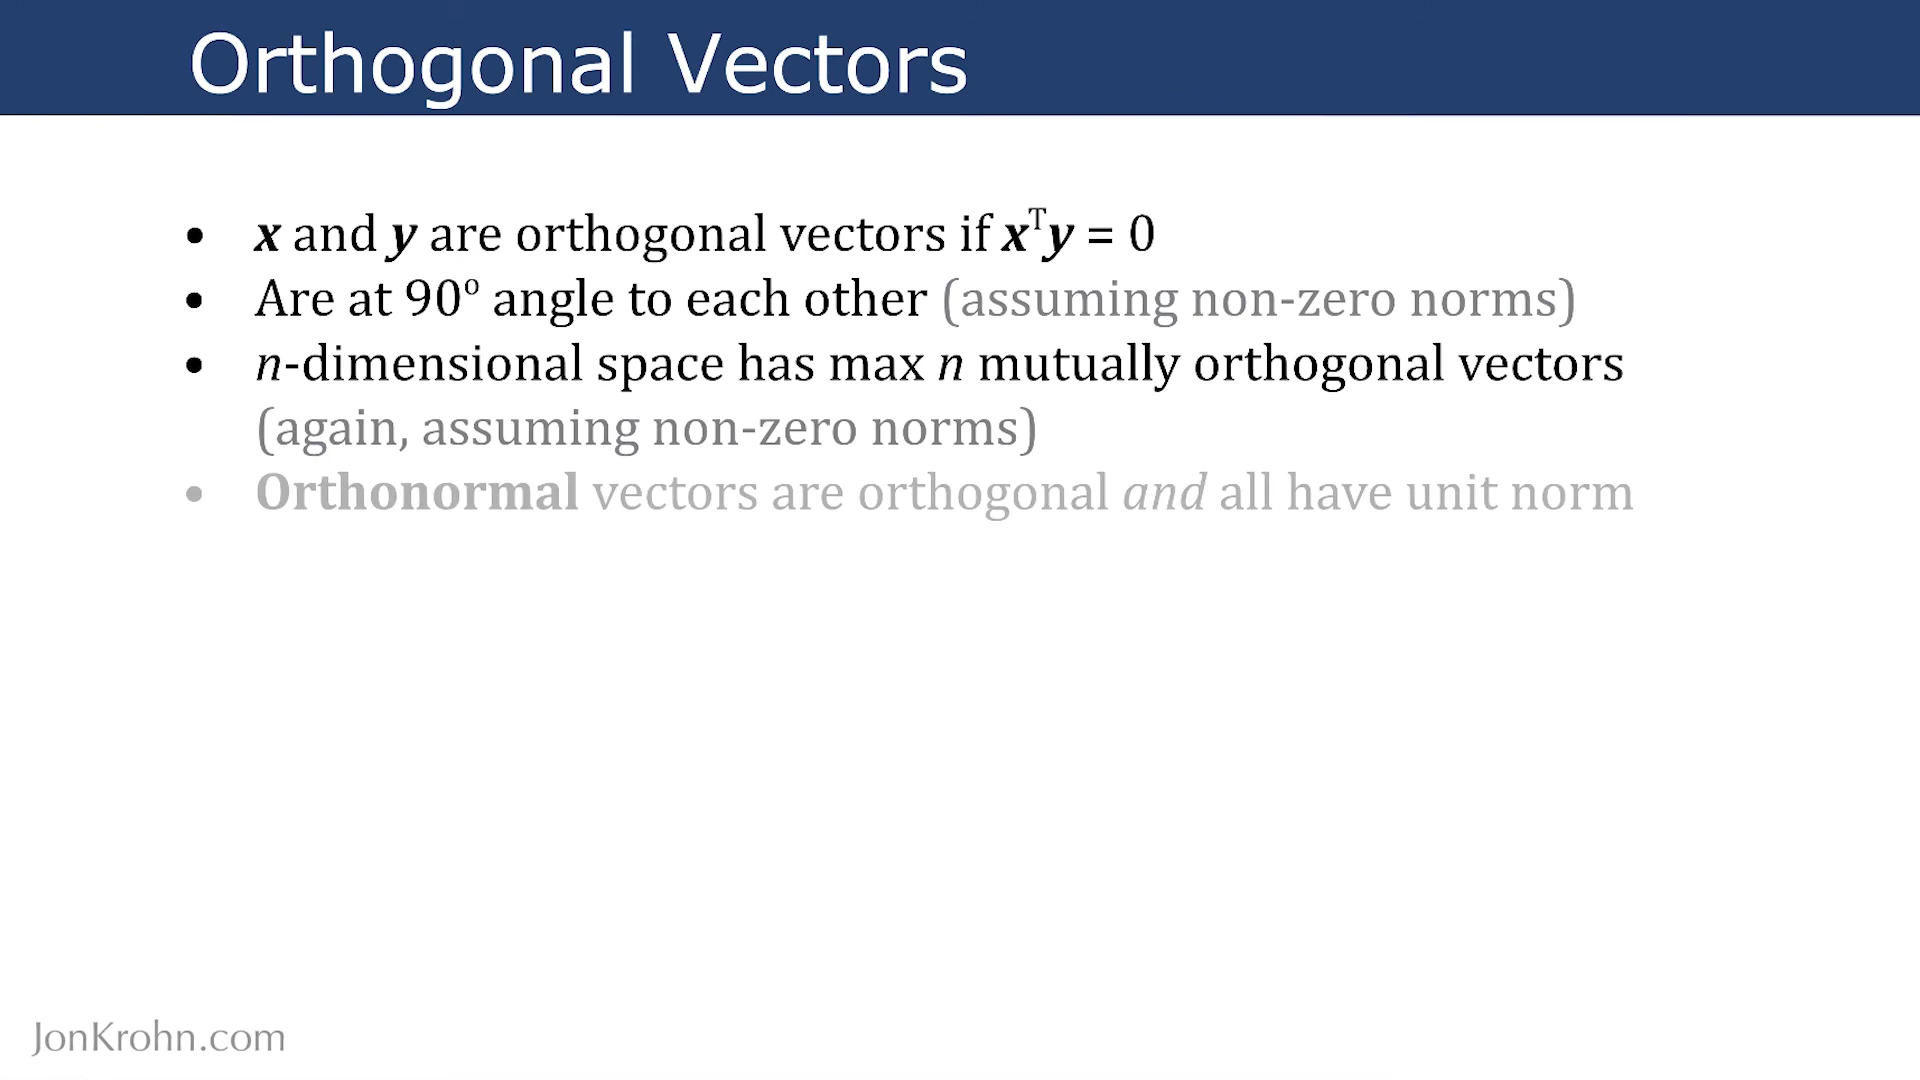 Orthogonal Vectors
• x and y are orthogonal vectors if xᵀy = 0
• Are at 90º angle to each other (assuming non-zero norms)
• n-dimensional space has max n mutually orthogonal vectors
(again, assuming non-zero norms)
• Orthonormal vectors are orthogonal and all have unit norm
JonKrohn.com